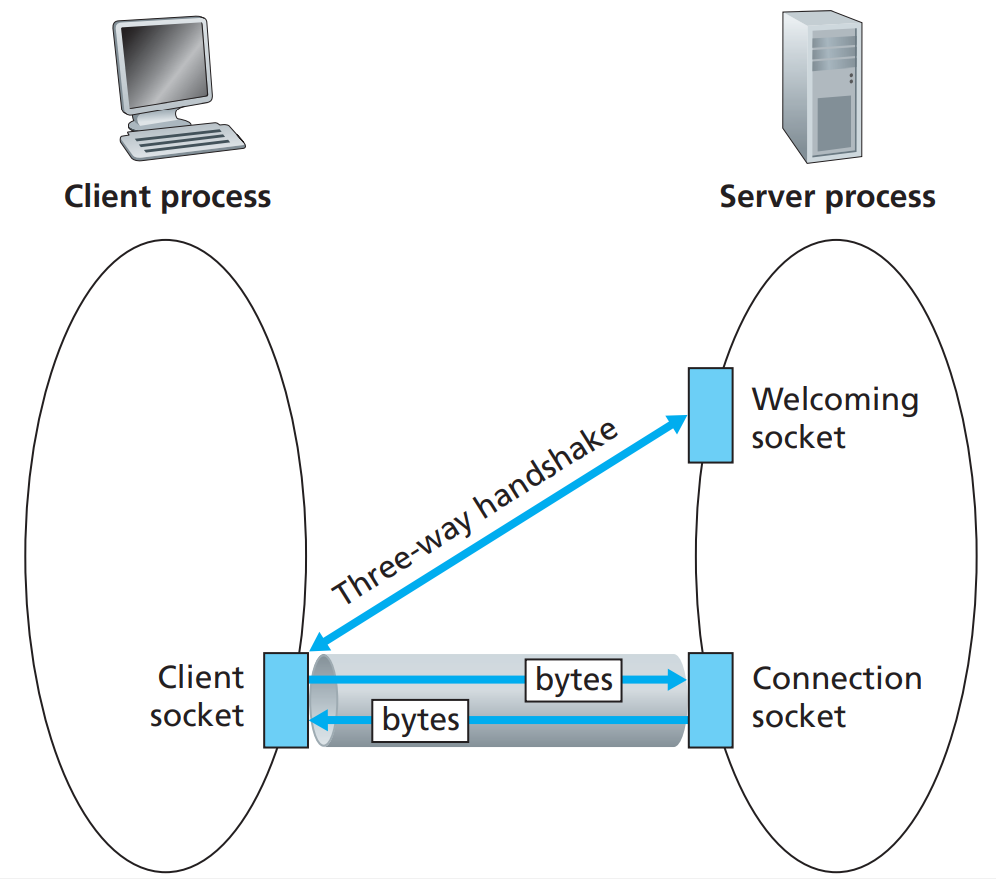 Client process
Server process
Welcoming
socket
Three-way handshake
Client
socket
bytes
bytes
Connection
socket